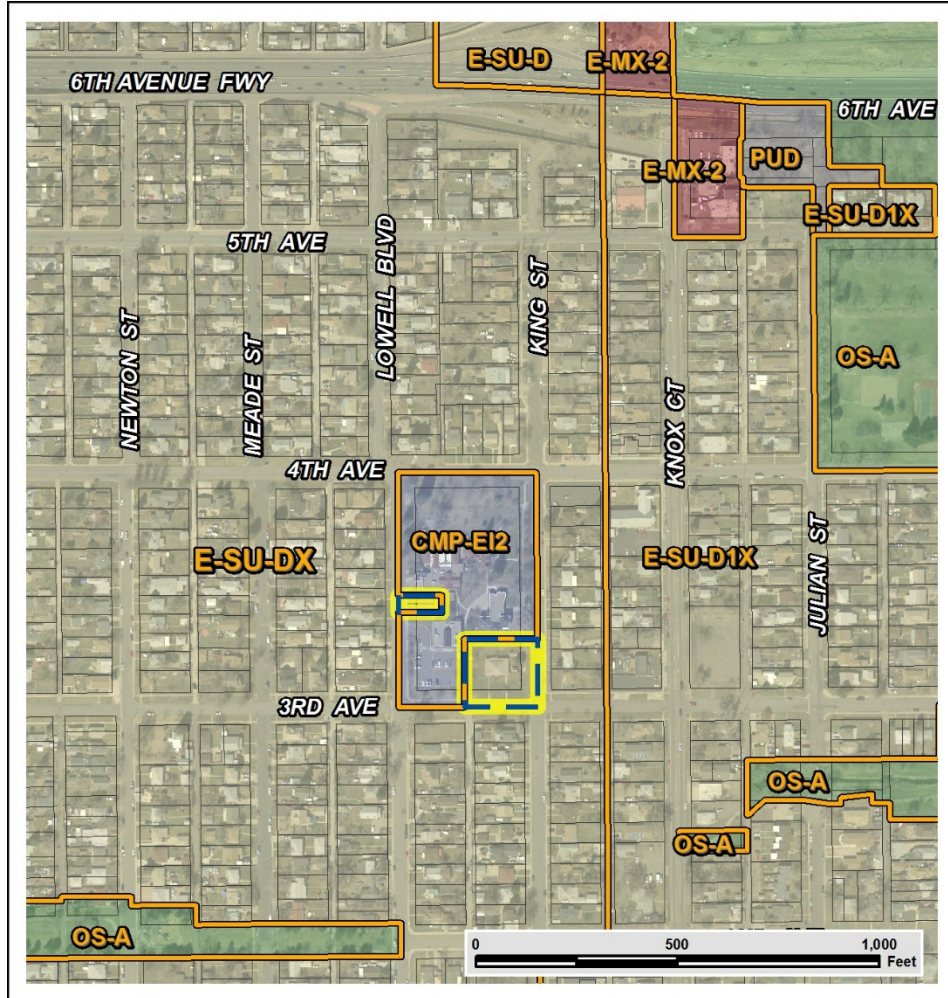 E-SU-D
E-MX-2
6TH AVENUE FWY
6TH AVE
E-MX-2
PUD
E-SU-D1X
5TH AVE
LOWELL BLVD
KING ST
NEWTON ST
MEADE ST
OS-A
KNOX CT
4TH AVE
CMP-EI2
E-SU-DX
E-SU-D1X
JULIAN ST
3RD AVE
OS-A
OS-A
OS-A
0 500 1,000
Feet